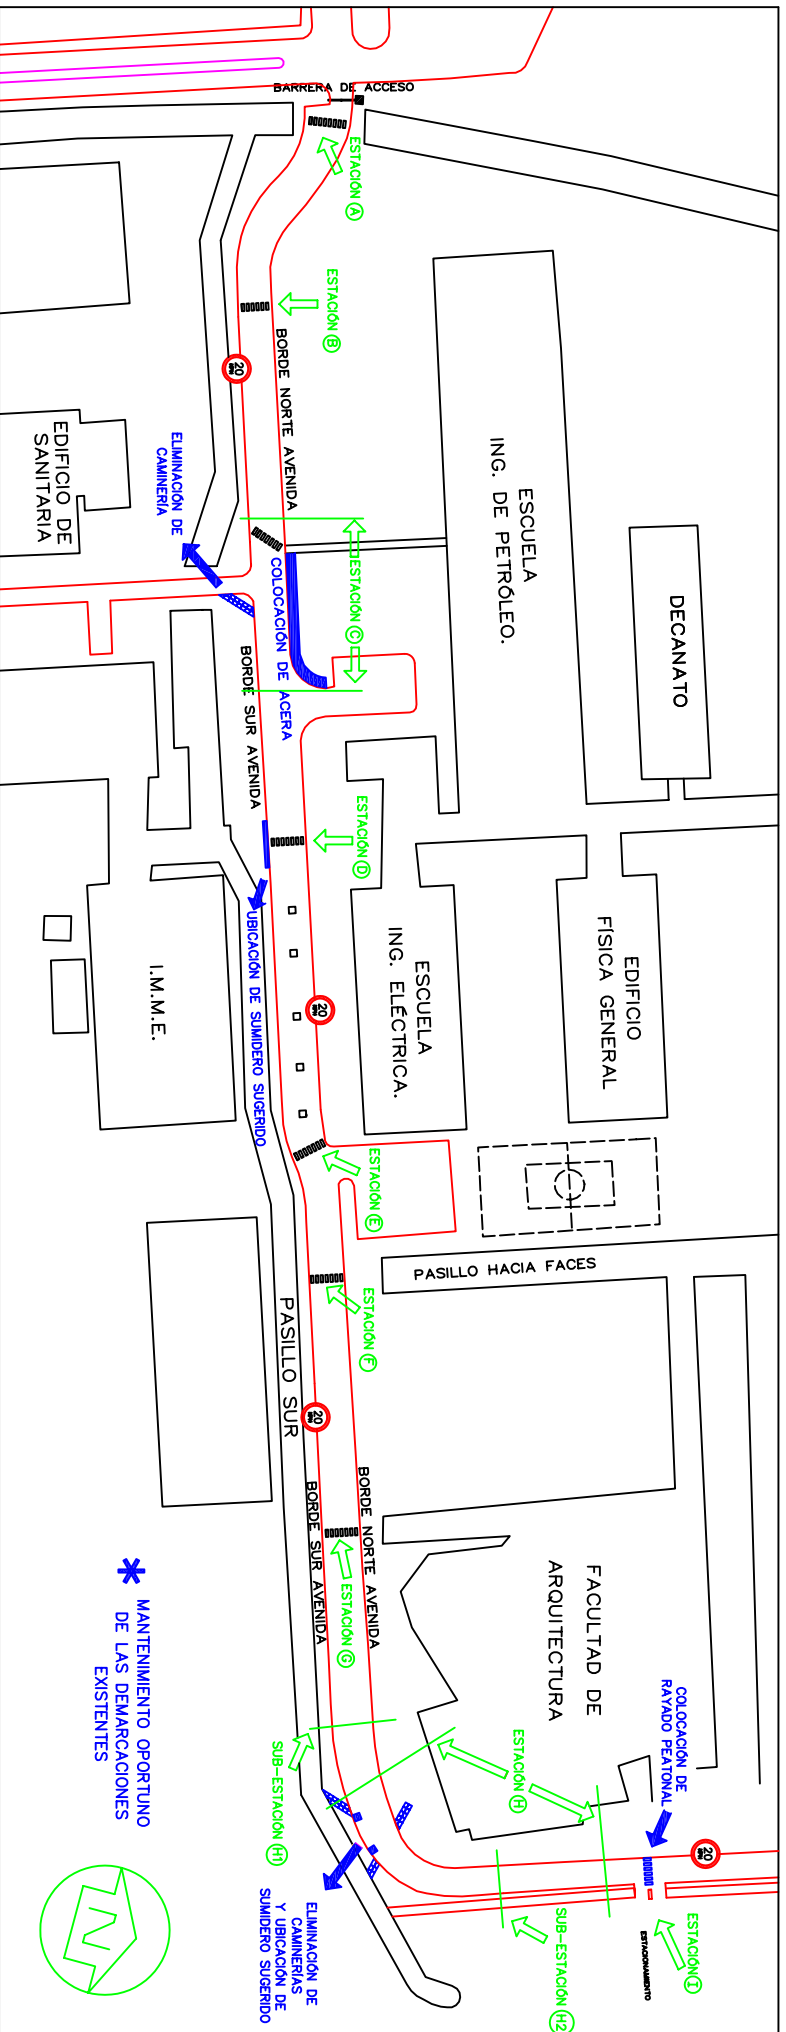 BARRERA DE ACCESO
ESTACIÓN A
ESTACIÓN B
BORDE NORTE AVENIDA
20
EDIFICIO DE
SANITARIA
ELIMINACIÓN DE
CAMINERÍA
ESCUELA
ING. DE PETRÓLEO.
DECANATO
ESTACIÓN C
COLOCACIÓN DE ACERA
BORDE SUR AVENIDA
ESTACIÓN D
UBICACIÓN DE SUMIDERO SUGERIDO
I.M.M.E.
ESCUELA
ING. ELÉCTRICA.
EDIFICIO
FÍSICA GENERAL
20
ESTACIÓN E
PASILLO HACIA FACES
ESTACIÓN F
PASILLO SUR
20
BORDE NORTE AVENIDA
BORDE SUR AVENIDA
ESTACIÓN G
FACULTAD DE
ARQUITECTURA
COLOCACIÓN DE
RAYADO PEATONAL
ESTACIÓN H
SUB-ESTACIÓN H1
SUB-ESTACIÓN H2
20
ESTACIÓN I
ESTACIONAMIENTO
ELIMINACIÓN DE
CAMINERÍAS
Y UBICACIÓN DE
SUMIDERO SUGERIDO
* MANTENIMIENTO OPORTUNO
DE LAS DEMARCACIONES
EXISTENTES
N